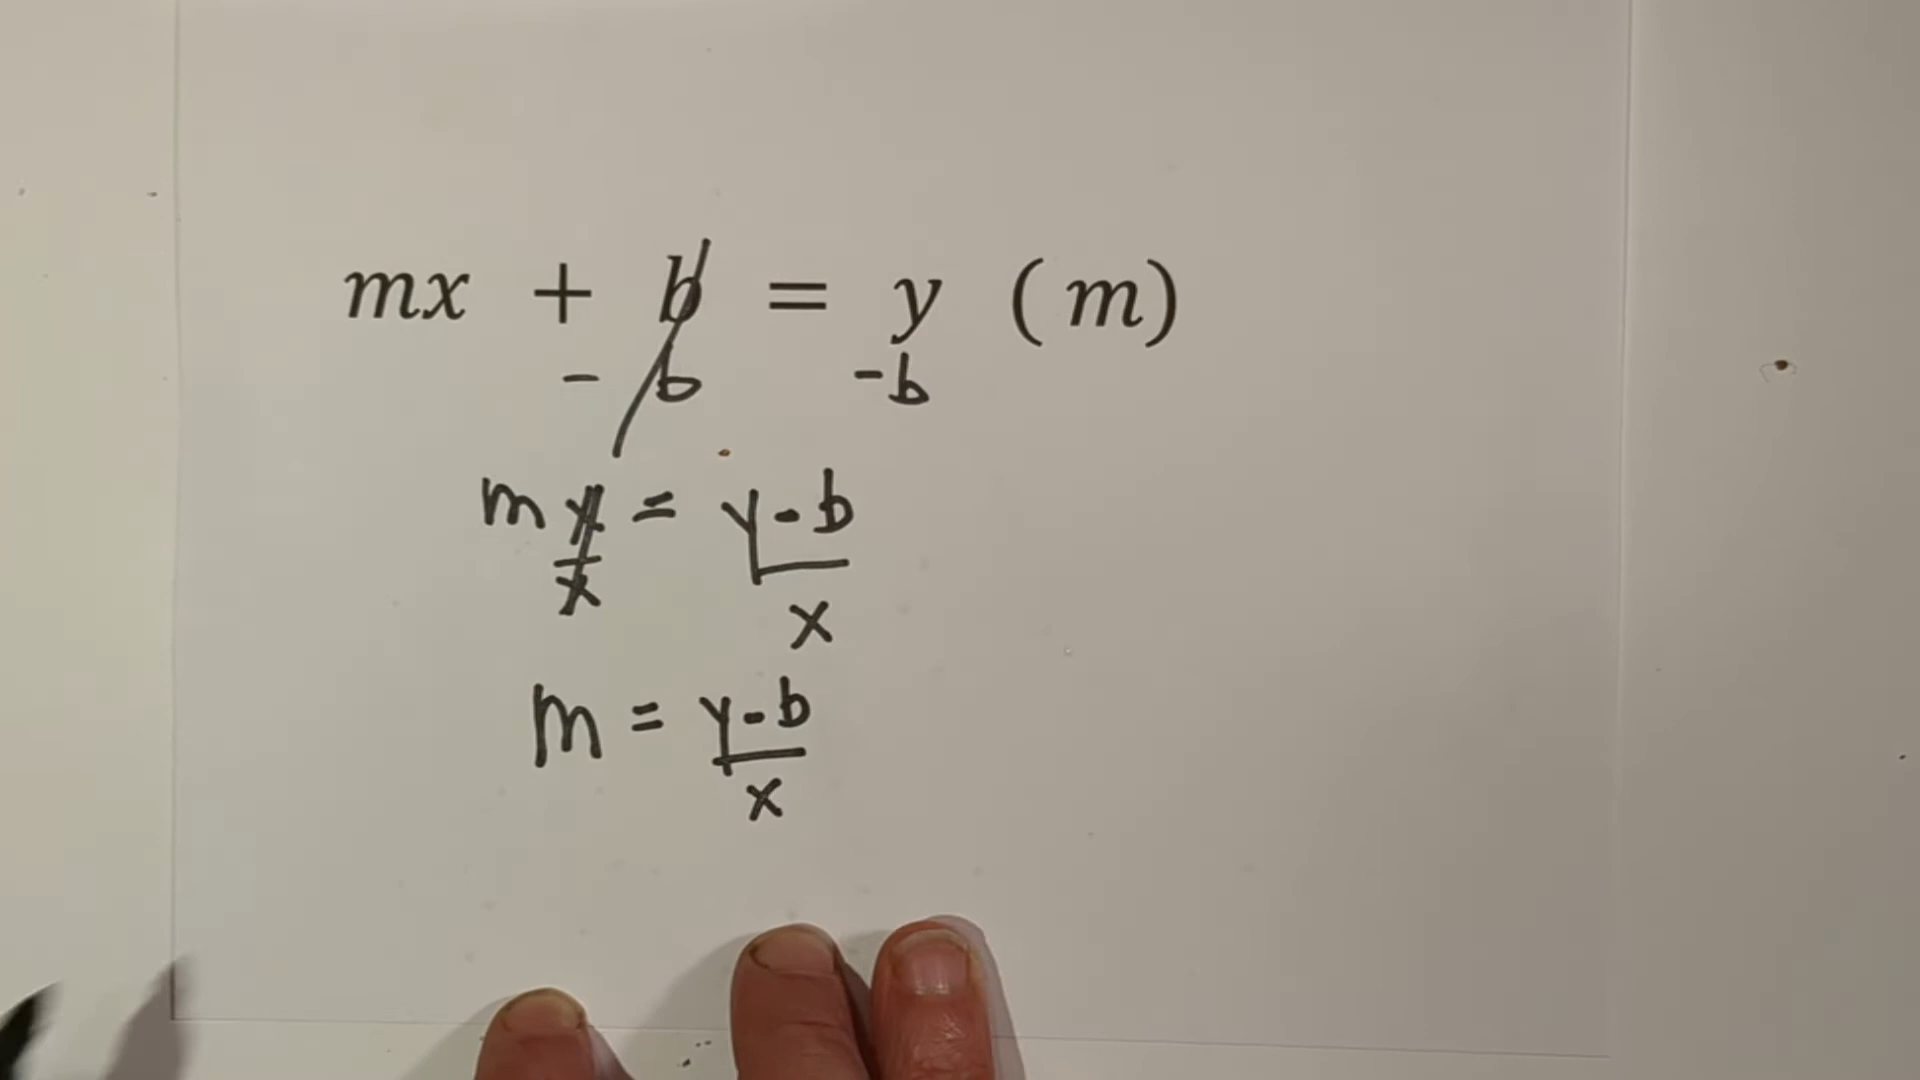 mx + b = y (m)
- b -b
mx = y-b
x x
m = y-b
x